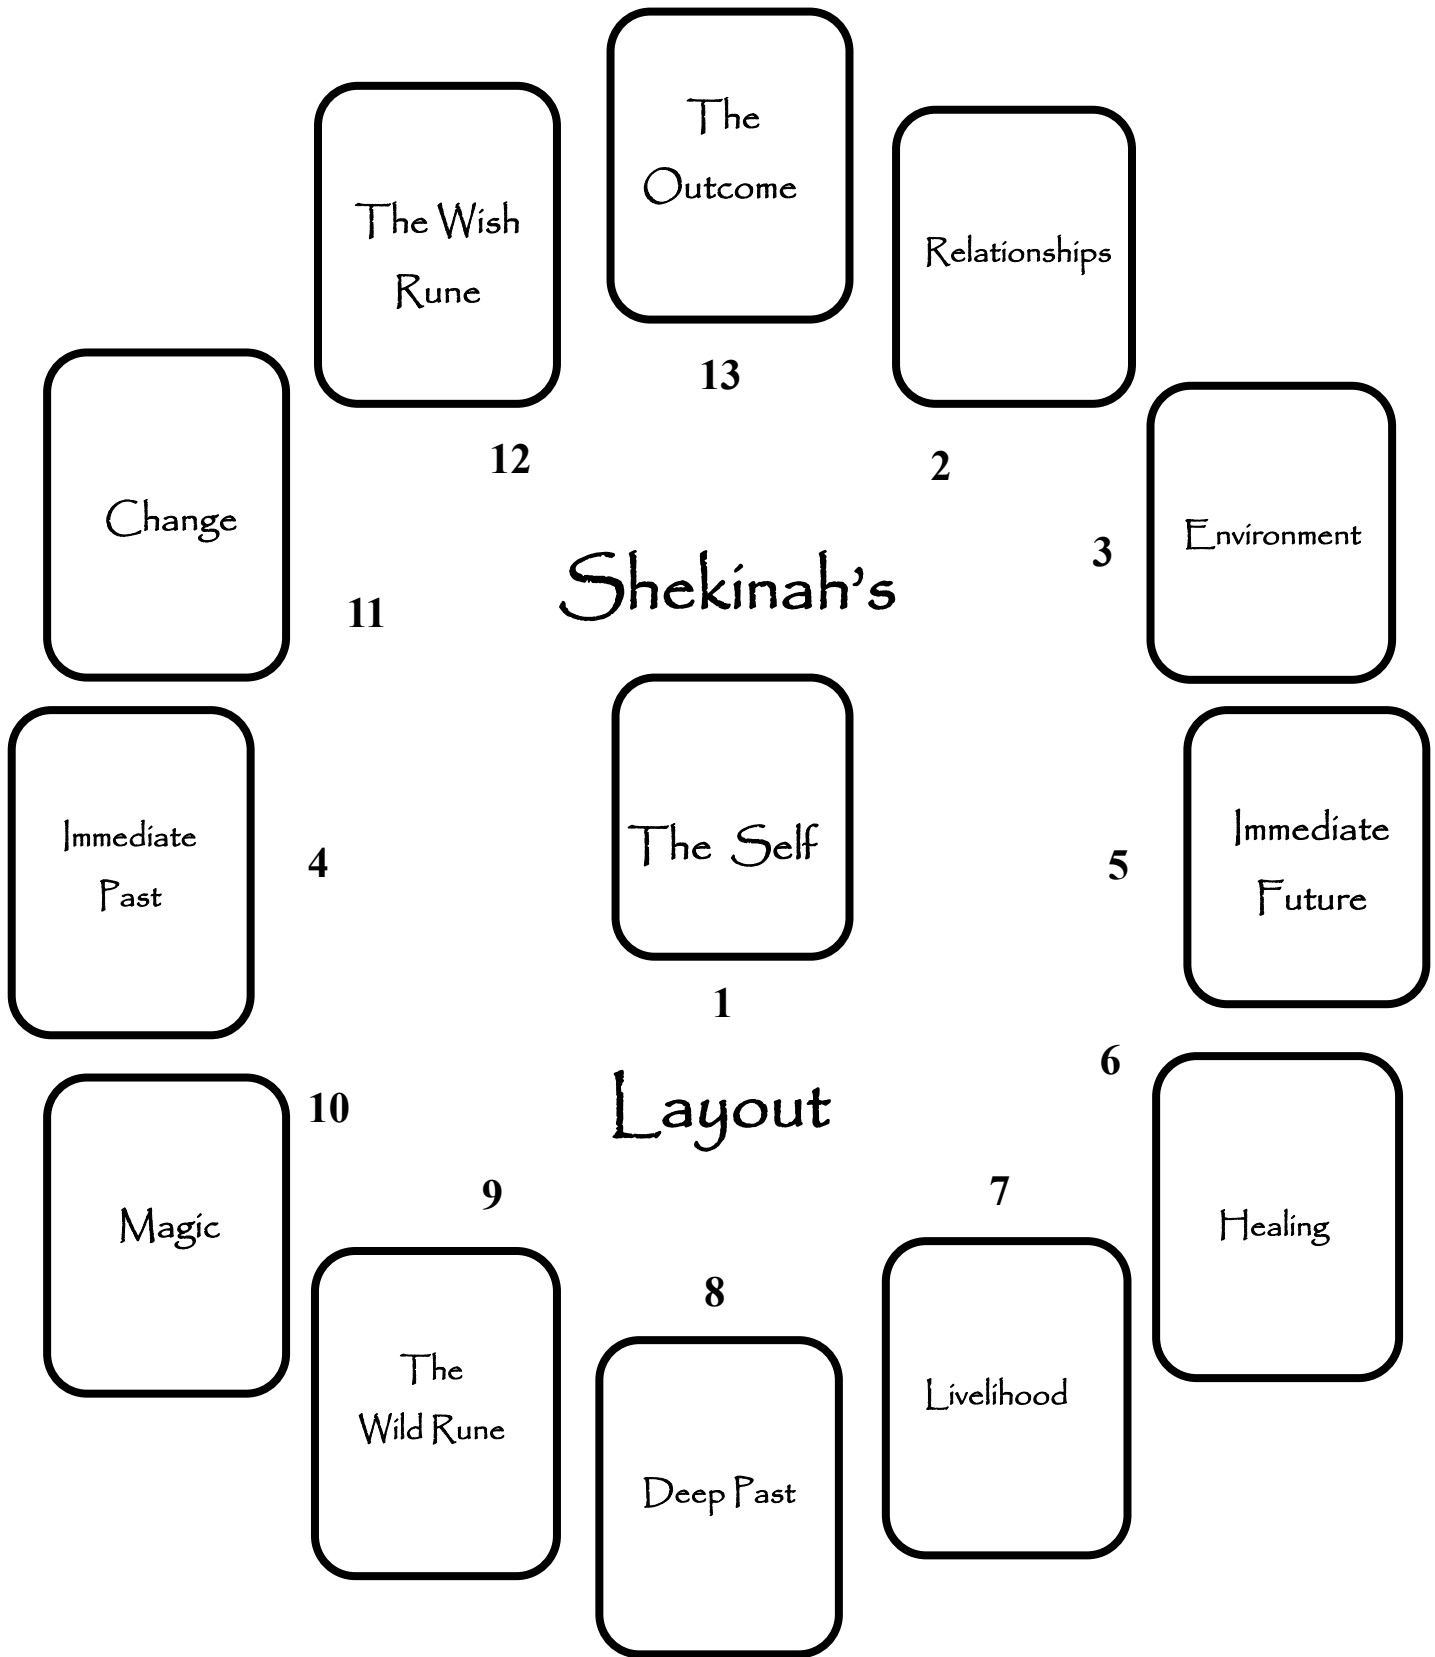 The
Outcome
13
The Wish
Rune
12
Relationships
2
Change
11
Environment
3
Shekinah's
Immediate
Past
4
The Self
1
Immediate
Future
5
6
Healing
Layout
10
Magic
9
The
Wild Rune
7
Livelihood
8
Deep Past